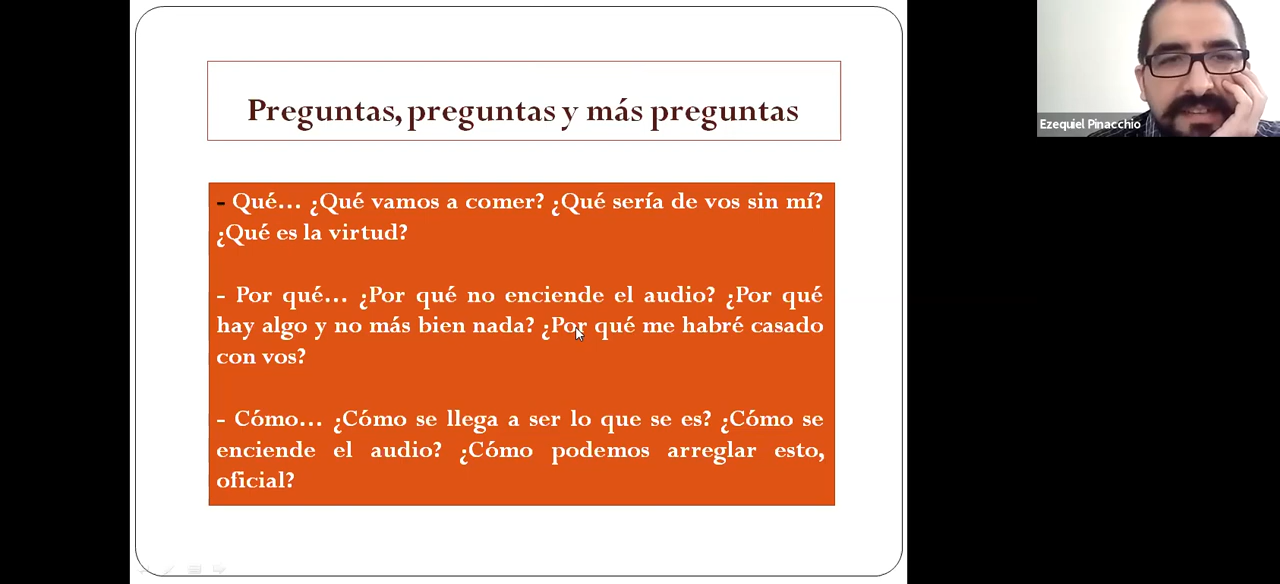 Preguntas, preguntas y más preguntas
Ezequiel Pinacchio
- Qué... ¿Qué vamos a comer? ¿Qué sería de vos sin mí?
¿Qué es la virtud?
- Por qué... ¿Por qué no enciende el audio? ¿Por qué
hay algo y no más bien nada? ¿Por qué me habré casado
con vos?
- Cómo... ¿Cómo se llega a ser lo que se es? ¿Cómo se
enciende el audio? ¿Cómo podemos arreglar esto,
oficial?